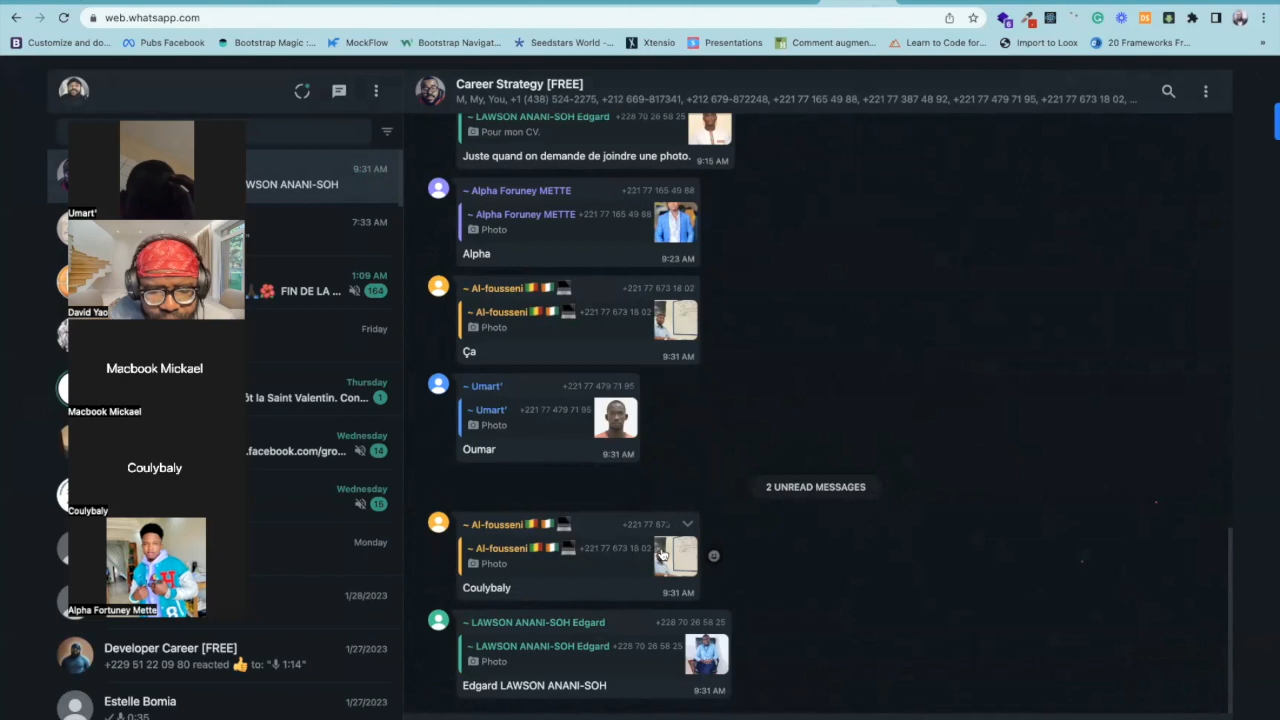 web.whatsapp.com
Customize and do...
Pubs Facebook
Bootstrap Magic :...
MockFlow
Bootstrap Navigat...
Seedstars World -...
Xtensio
Presentations
Comment augmen...
Learn to Code for...
Import to Loox
20 Frameworks Fr...
»
Career Strategy [FREE]
M, My, You, +1 (438) 524-2275, +212 669-817341, +212 679-872248, +221 77 165 49 88, +221 77 387 48 92, +221 77 479 71 95, +221 77 673 18 02, ...
9:31 AM
WSON ANANI-SOH
Umart'
7:33 AM
David Yao
1:09 AM
FIN DE LA ...
164
Friday
Macbook Mickael
Macbook Mickael
Thursday
ôt la Saint Valentin. Con...
1
Wednesday
.facebook.com/gro...
14
Coulybaly
Coulybaly
Wednesday
16
Monday
1/28/2023
Alpha Fortuney Mette
Developer Career [FREE]
1/27/2023
+229 51 22 09 80 reacted 👍 to: "1:14"
Estelle Bomia
1/27/2023
0:35
~ LAWSON ANANI-SOH Edgard +228 70 26 58 25
Pour mon CV.
Juste quand on demande de joindre une photo.
9:15 AM
~ Alpha Foruney METTE +221 77 165 49 88
~ Alpha Foruney METTE +221 77 165 49 88
Photo
Alpha
9:23 AM
~ Al-fousseni +221 77 673 18 02
~ Al-fousseni +221 77 673 18 02
Photo
Ça
9:31 AM
~ Umart' +221 77 479 71 95
~ Umart' +221 77 479 71 95
Photo
Oumar
9:31 AM
2 UNREAD MESSAGES
~ Al-fousseni +221 77 673
~ Al-fousseni +221 77 673 18 02
Photo
Coulybaly
9:31 AM
~ LAWSON ANANI-SOH Edgard +228 70 26 58 25
~ LAWSON ANANI-SOH Edgard +228 70 26 58 25
Photo
Edgard LAWSON ANANI-SOH
9:31 AM